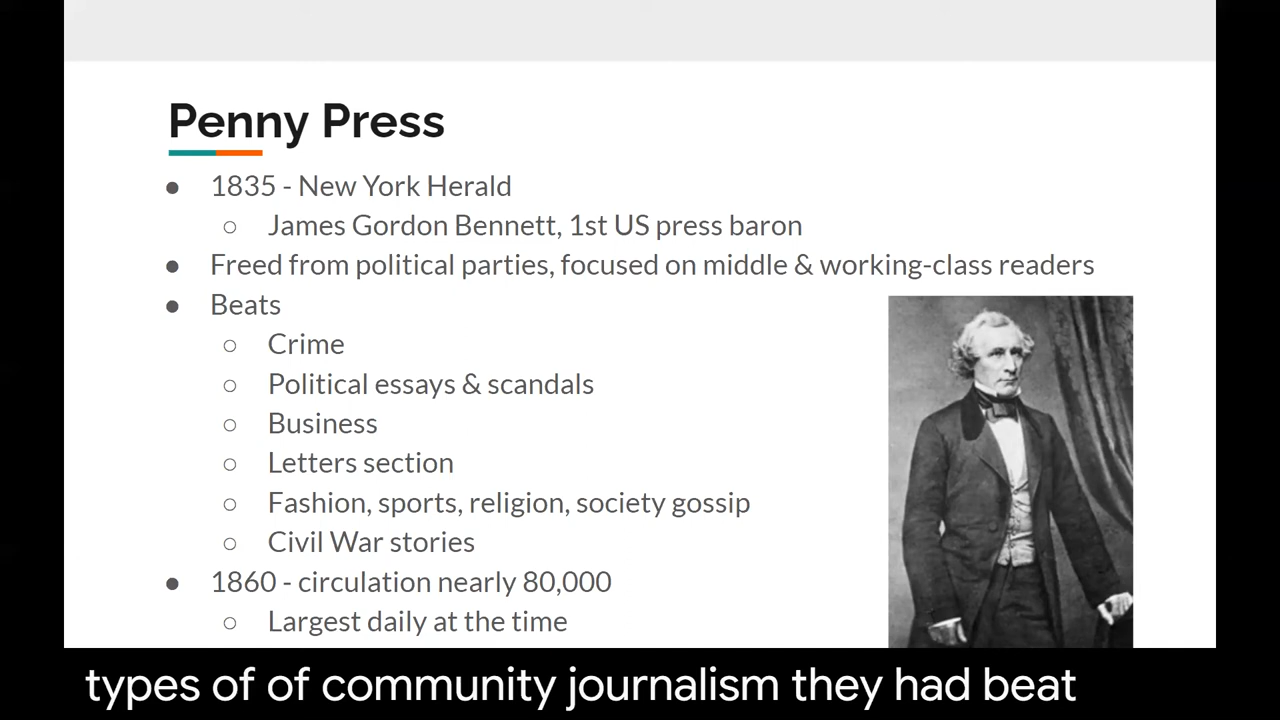 Penny Press
● 1835 - New York Herald
○ James Gordon Bennett, 1st US press baron
● Freed from political parties, focused on middle & working-class readers
● Beats
○ Crime
○ Political essays & scandals
○ Business
○ Letters section
○ Fashion, sports, religion, society gossip
○ Civil War stories
● 1860 - circulation nearly 80,000
○ Largest daily at the time
types of of community journalism they had beat